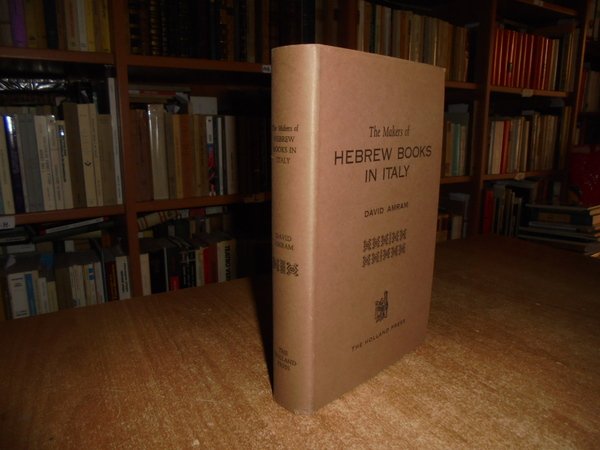 The Makers of
HEBREW
BOOKS IN
ITALY
DAVID
AMRAM
THE
HOLLAND
PRESS
The Makers of
HEBREW BOOKS
IN ITALY
DAVID AMRAM
THE HOLLAND PRESS